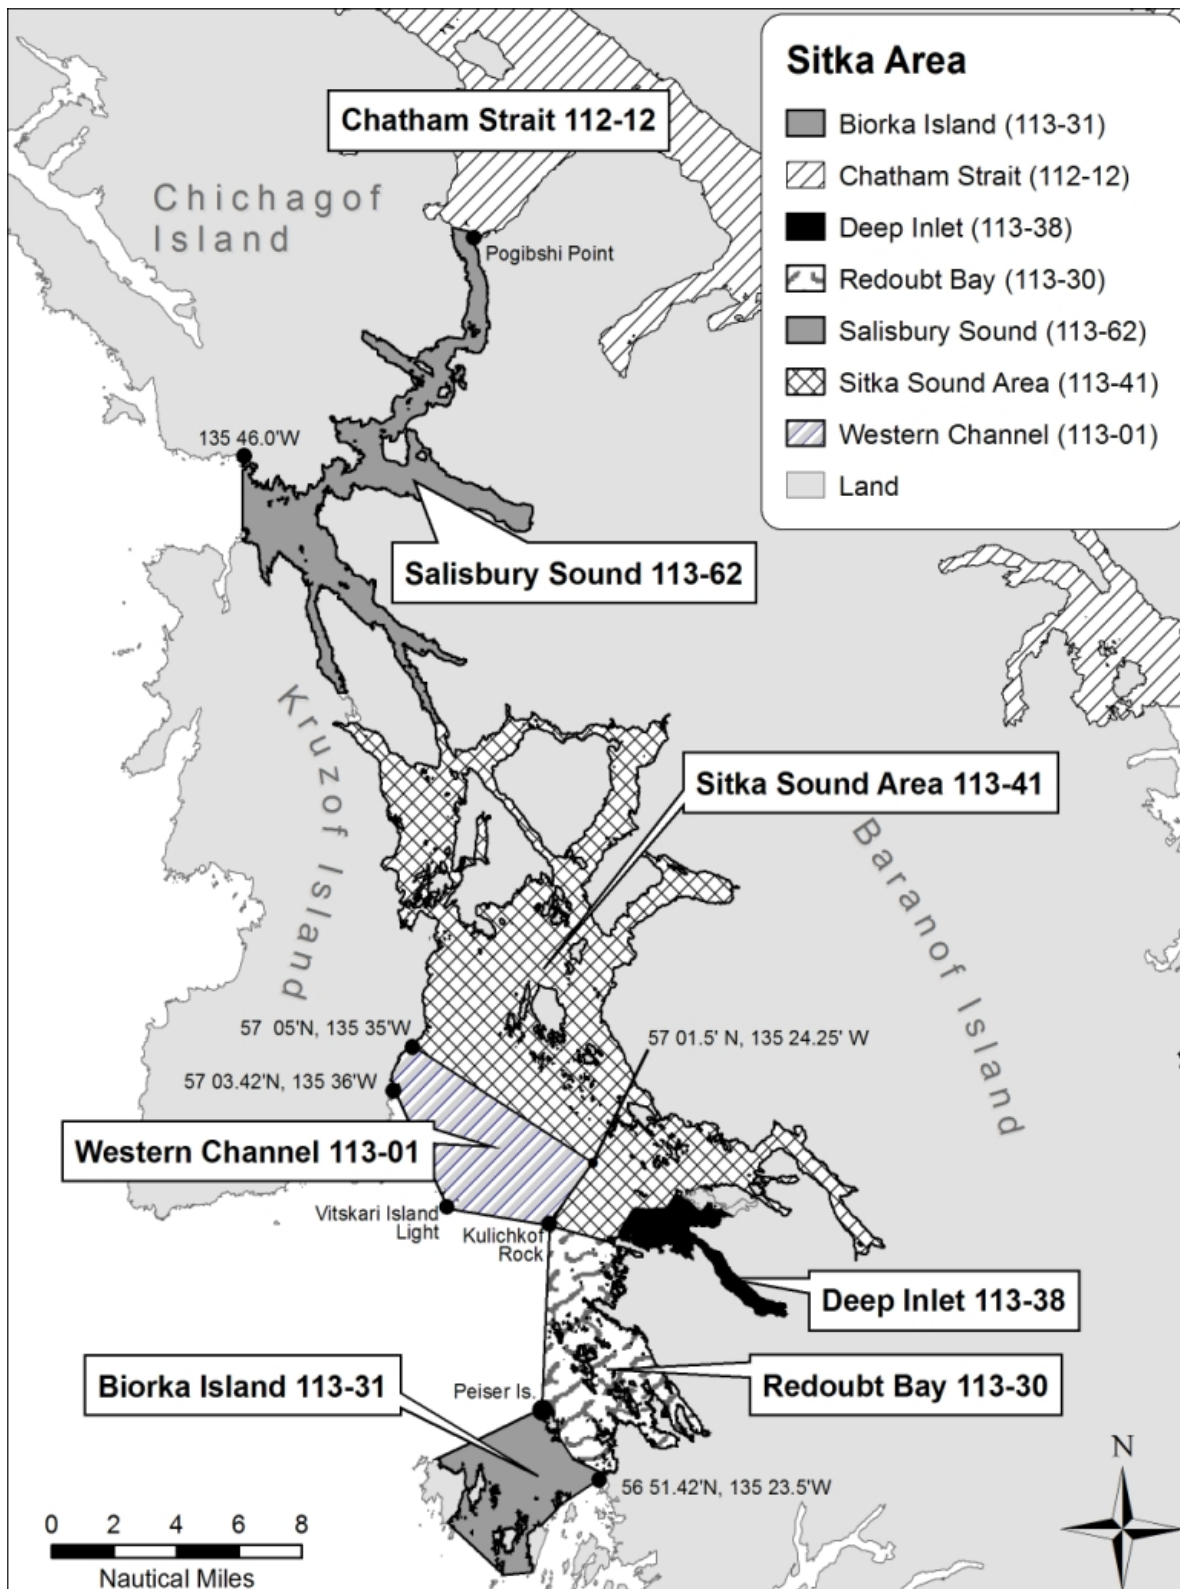 Sitka Area
Biorka Island (113-31)
Chatham Strait (112-12)
Deep Inlet (113-38)
Redoubt Bay (113-30)
Salisbury Sound (113-62)
Sitka Sound Area (113-41)
Western Channel (113-01)
Land
Chatham Strait 112-12
Chichagof
Island
Pogibshi Point
135 46.0'W
Salisbury Sound 113-62
Kruzof Island
Sitka Sound Area 113-41
Baranof Island
57 05'N, 135 35'W
57 01.5' N, 135 24.25' W
57 03.42'N, 135 36'W
Western Channel 113-01
Vitskari Island
Light
Kulichkof
Rock
Deep Inlet 113-38
Biorka Island 113-31
Peiser Is.
Redoubt Bay 113-30
56 51.42'N, 135 23.5'W
N
0 2 4 6 8
Nautical Miles